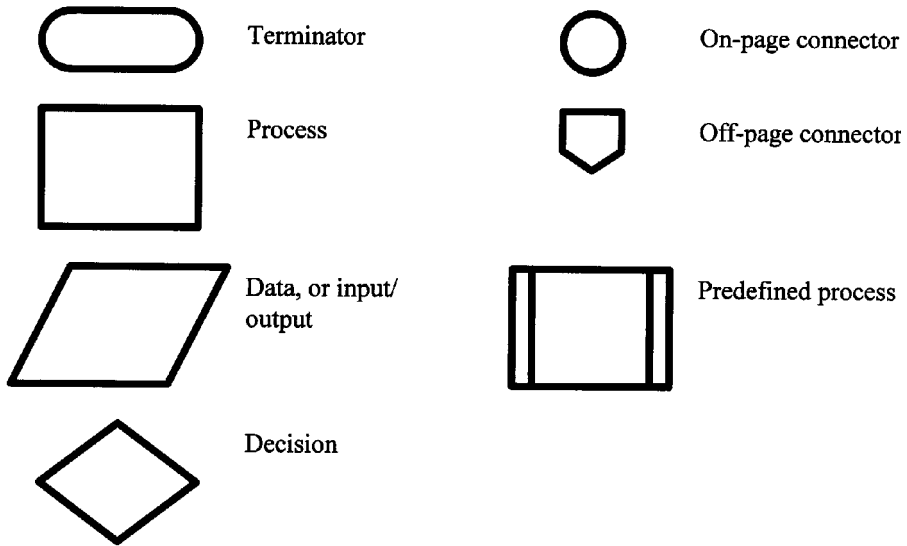 Terminator
Process
Data, or input/
output
Decision
On-page connector
Off-page connector
Predefined process